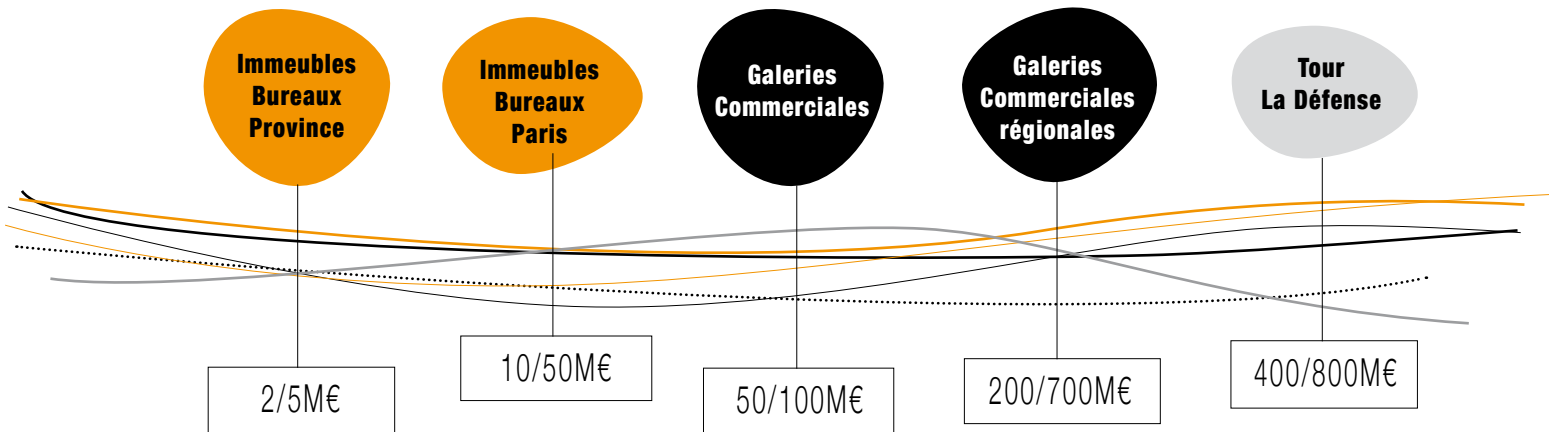 Immeubles
Bureaux
Province
Immeubles
Bureaux
Paris
Galeries
Commerciales
Galeries
Commerciales
régionales
Tour
La Défense
2/5M€
10/50M€
50/100M€
200/700M€
400/800M€